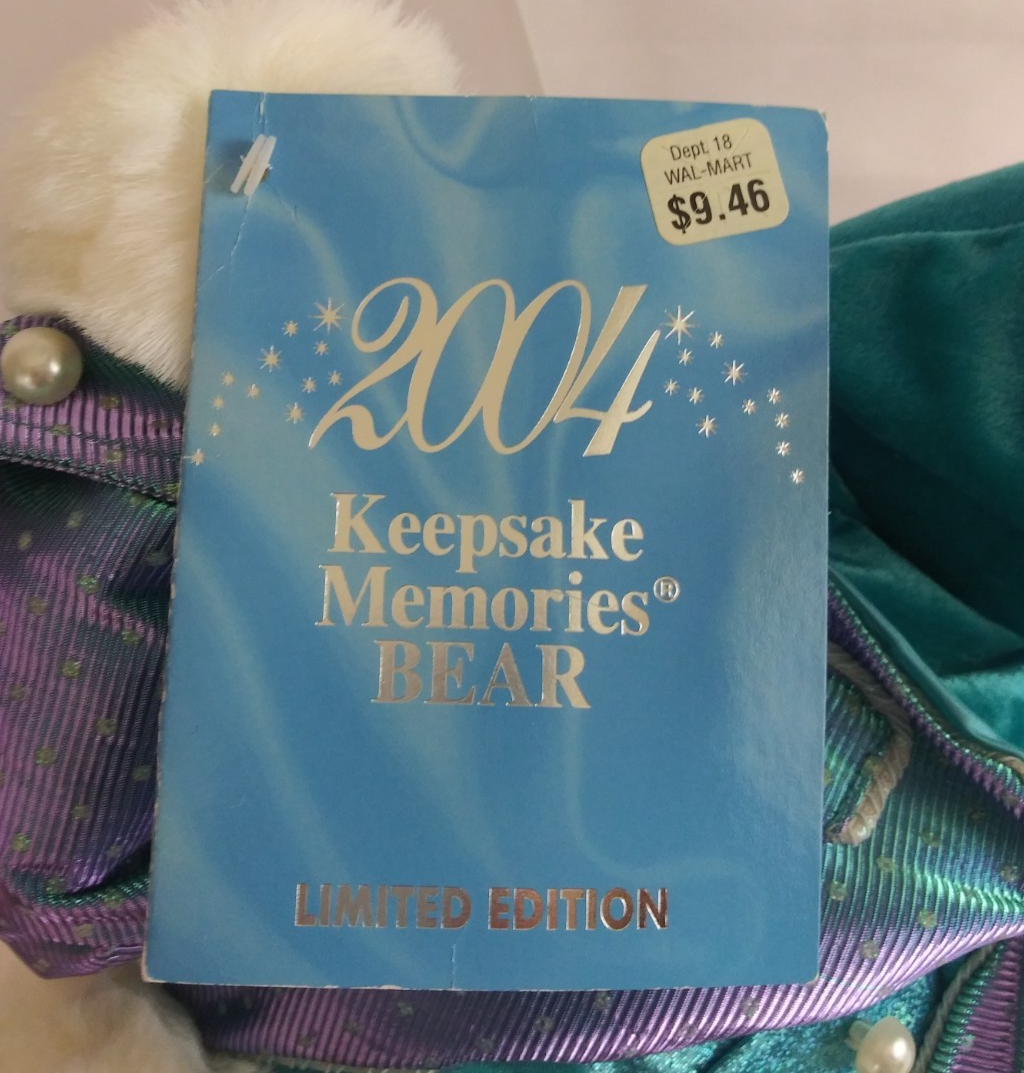 Dept. 18
WAL-MART
$9.46
2004
Keepsake
Memories®
BEAR
LIMITED EDITION